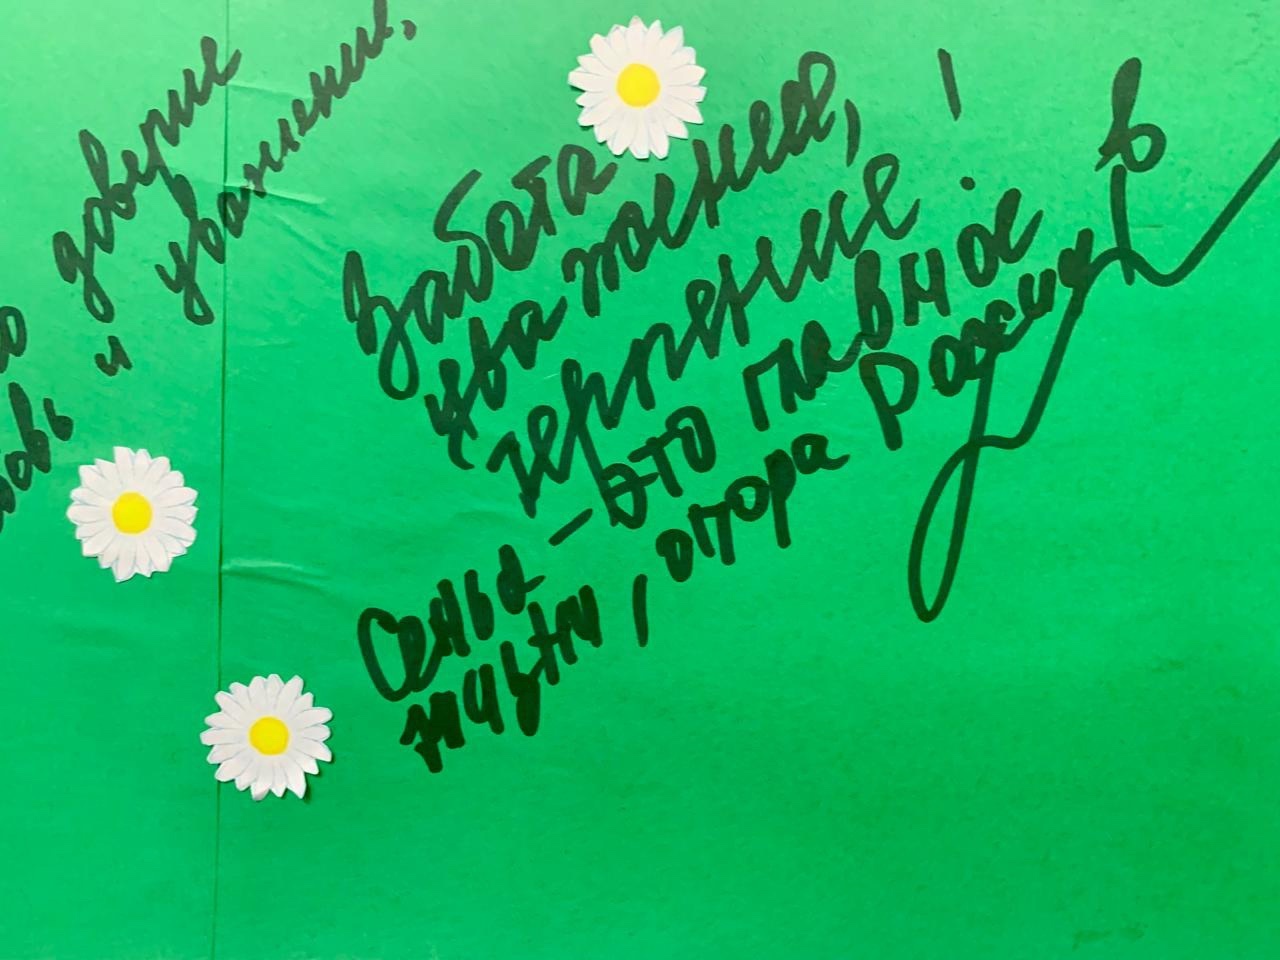 доверие
и уважение.
Забота
уважения,
терпение!
Семья - это главное в
жизни, опора России